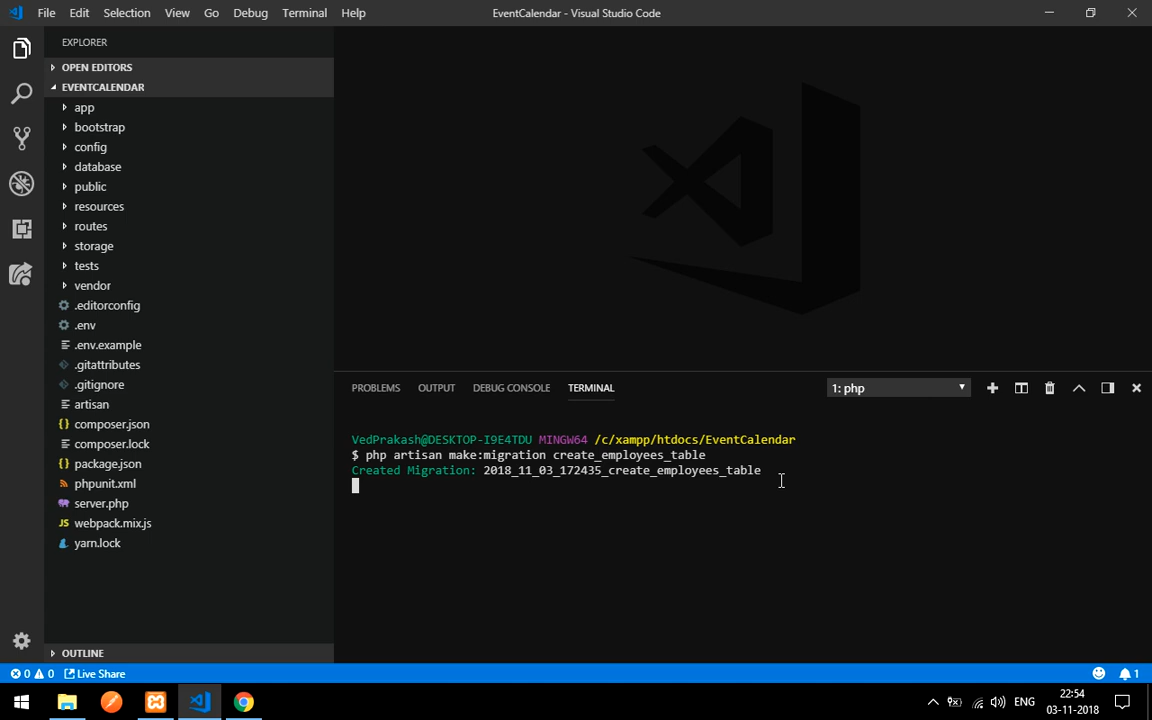 File Edit Selection View Go Debug Terminal Help
EventCalendar - Visual Studio Code
EXPLORER
OPEN EDITORS
EVENTCALENDAR
app
bootstrap
config
database
public
resources
routes
storage
tests
vendor
.editorconfig
.env
.env.example
.gitattributes
.gitignore
artisan
composer.json
composer.lock
package.json
phpunit.xml
server.php
JS webpack.mix.js
yarn.lock
OUTLINE
PROBLEMS OUTPUT DEBUG CONSOLE TERMINAL
1: php
VedPrakash@DESKTOP-I9E4TDU MINGW64 /c/xampp/htdocs/EventCalendar
$ php artisan make:migration create_employees_table
Created Migration: 2018_11_03_172435_create_employees_table
0 0 Live Share
1
ENG
22:54
03-11-2018